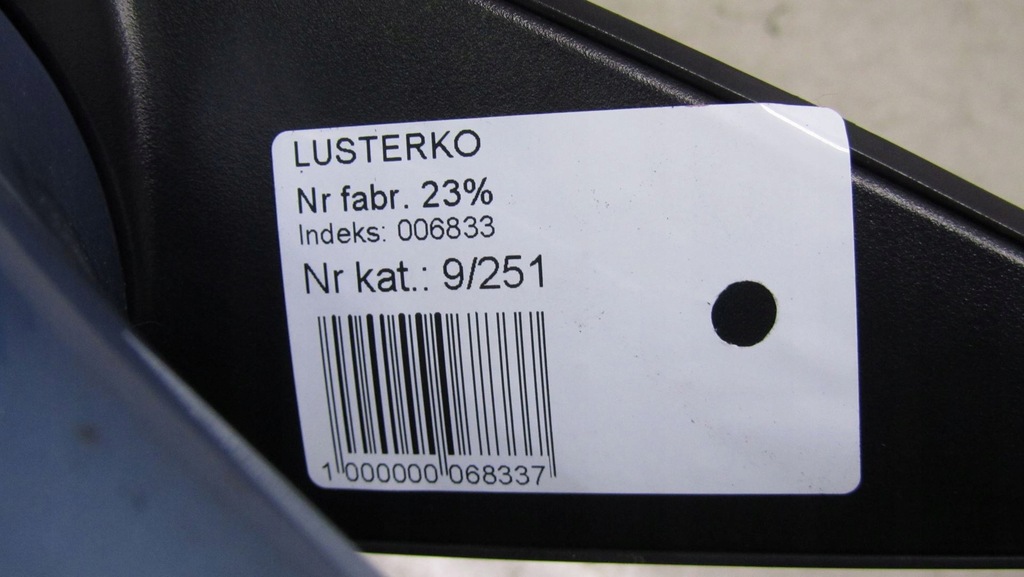 LUSTERKO
Nr fabr. 23%
Indeks: 006833
Nr kat.: 9/251
1 000000 068337